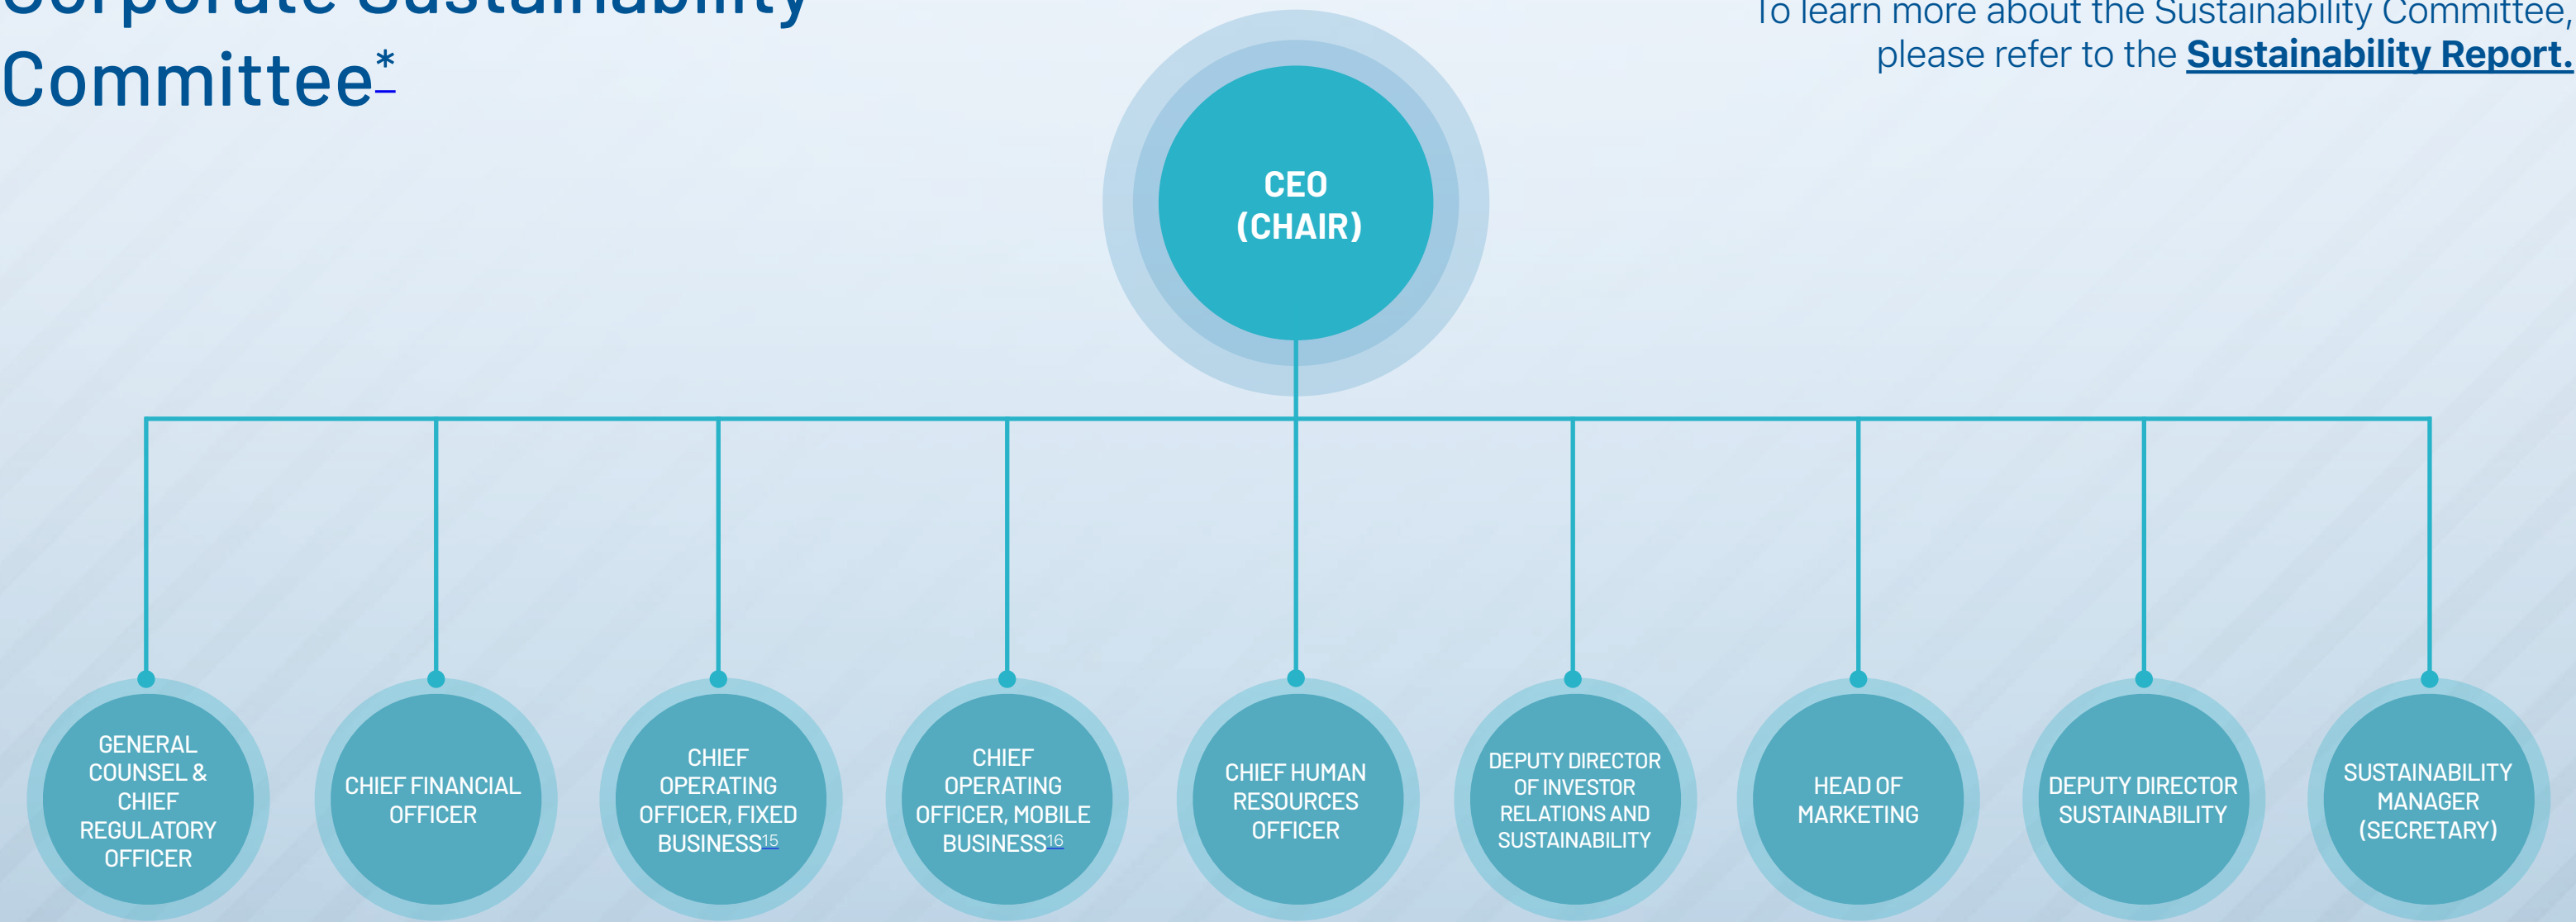 Corporate Sustainability
Committee*
To learn more about the Sustainability Committee,
please refer to the Sustainability Report.
CEO
(CHAIR)
GENERAL
COUNSEL &
CHIEF
REGULATORY
OFFICER
CHIEF FINANCIAL
OFFICER
CHIEF
OPERATING
OFFICER, FIXED
BUSINESS15
CHIEF
OPERATING
OFFICER, MOBILE
BUSINESS16
CHIEF HUMAN
RESOURCES
OFFICER
DEPUTY DIRECTOR
OF INVESTOR
RELATIONS AND
SUSTAINABILITY
HEAD OF
MARKETING
DEPUTY DIRECTOR
SUSTAINABILITY
SUSTAINABILITY
MANAGER
(SECRETARY)